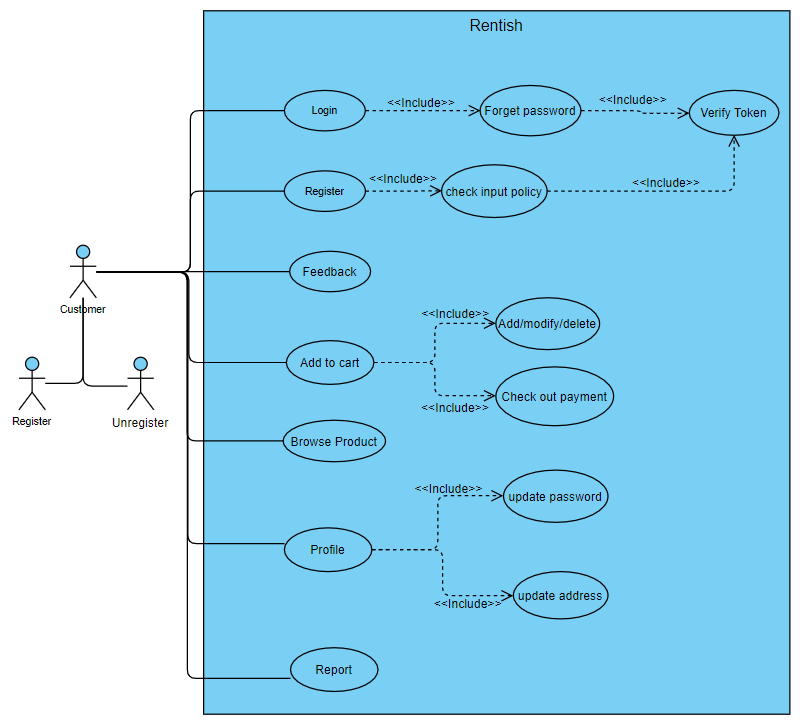 Rentish
Login
<<Include>>
Forget password
<<Include>>
Verify Token
Register
<<Include>>
check input policy
<<Include>>
Feedback
Customer
Add to cart
<<Include>>
Add/modify/delete
<<Include>>
Check out payment
Register
Unregister
Browse Product
Profile
<<Include>>
update password
<<Include>>
update address
Report